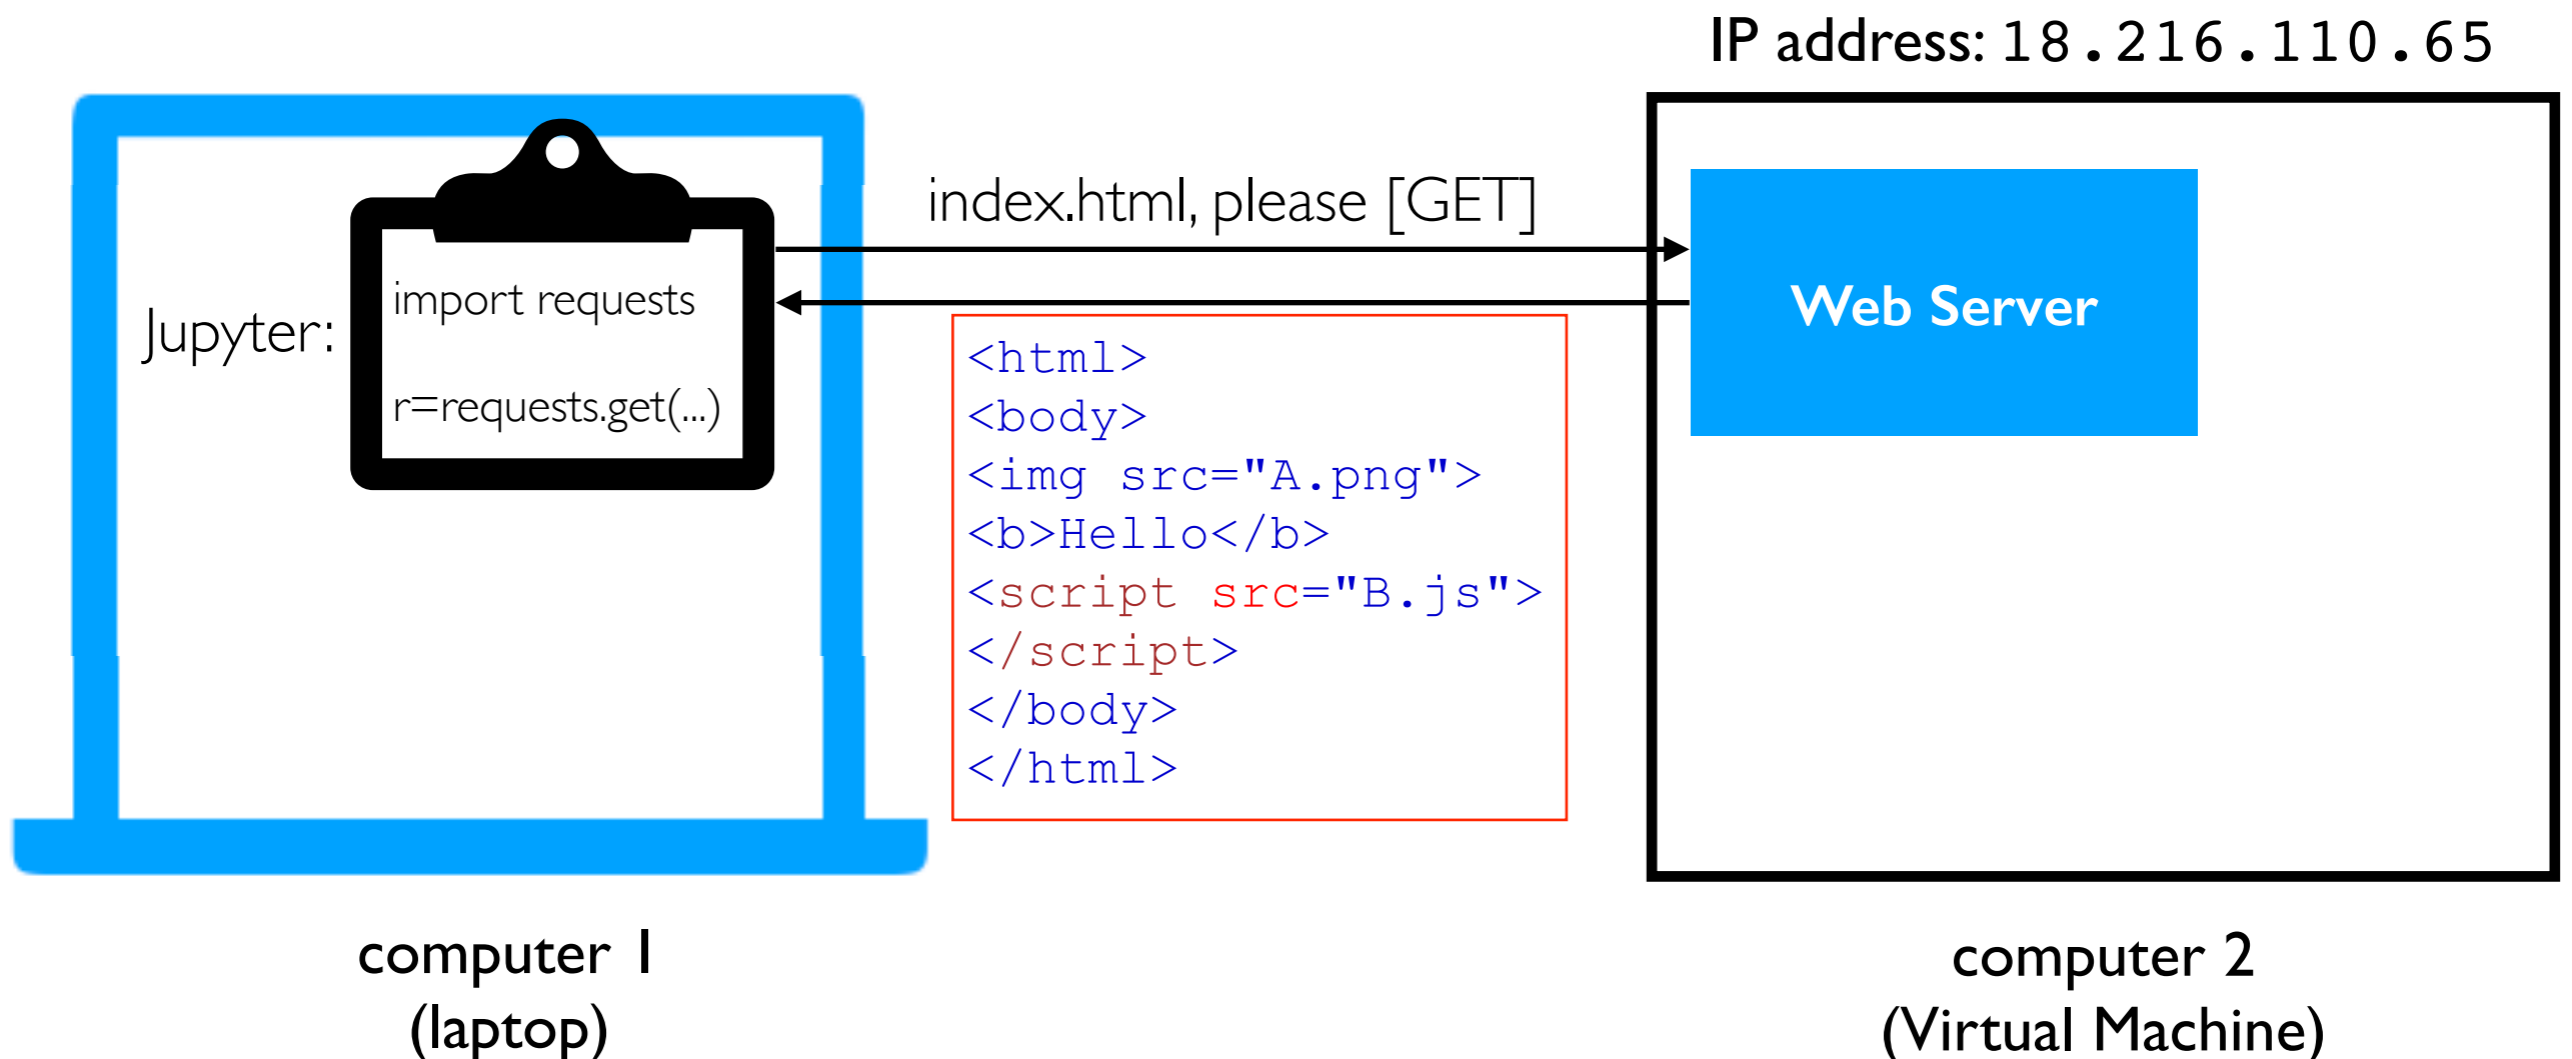 IP address: 18.216.110.65
index.html, please [GET]
Jupyter:
import requests
r=requests.get(...)
Web Server
<html>
<body>
<img src="A.png">
<b>Hello</b>
<script src="B.js">
</script>
</body>
</html>
computer 1
(laptop)
computer 2
(Virtual Machine)